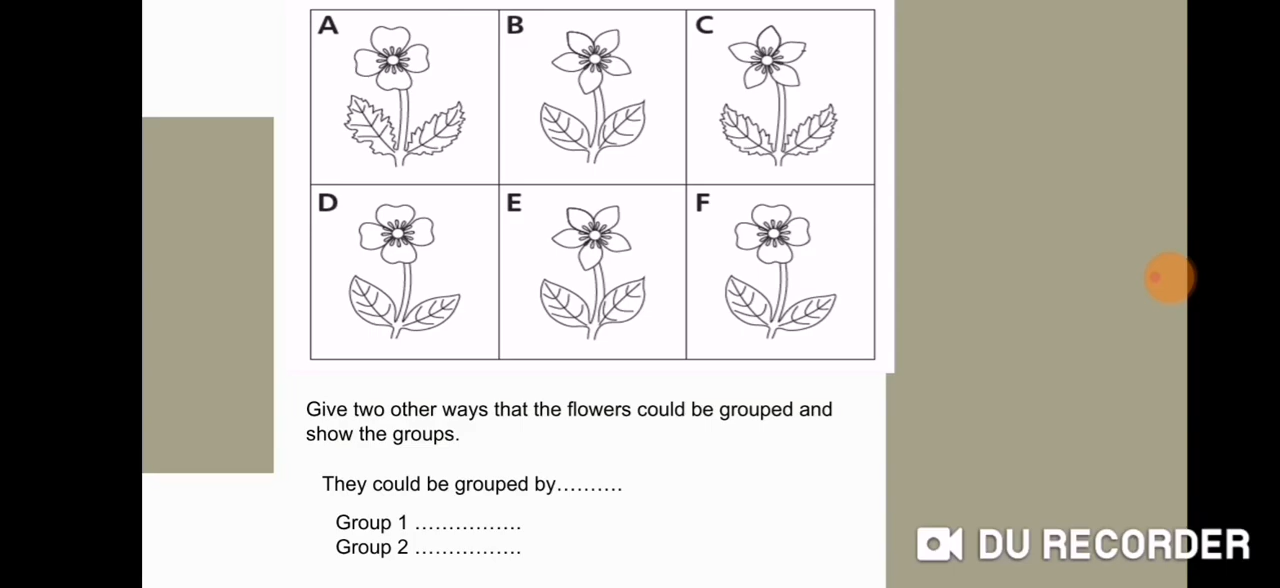 A B C
D E F
Give two other ways that the flowers could be grouped and
show the groups.
They could be grouped by..........
Group 1 ................
Group 2 ................
DU RECORDER